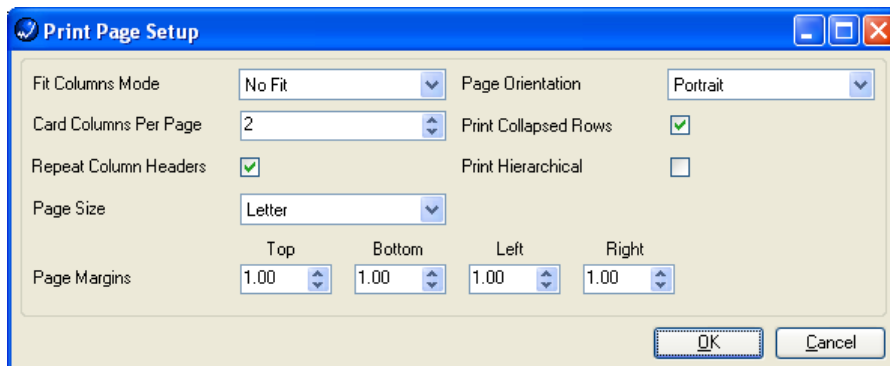 Print Page Setup
Fit Columns Mode No Fit Page Orientation Portrait
Card Columns Per Page 2 Print Collapsed Rows
Repeat Column Headers Print Hierarchical
Page Size Letter
Top Bottom Left Right
Page Margins 1.00 1.00 1.00 1.00
OK Cancel